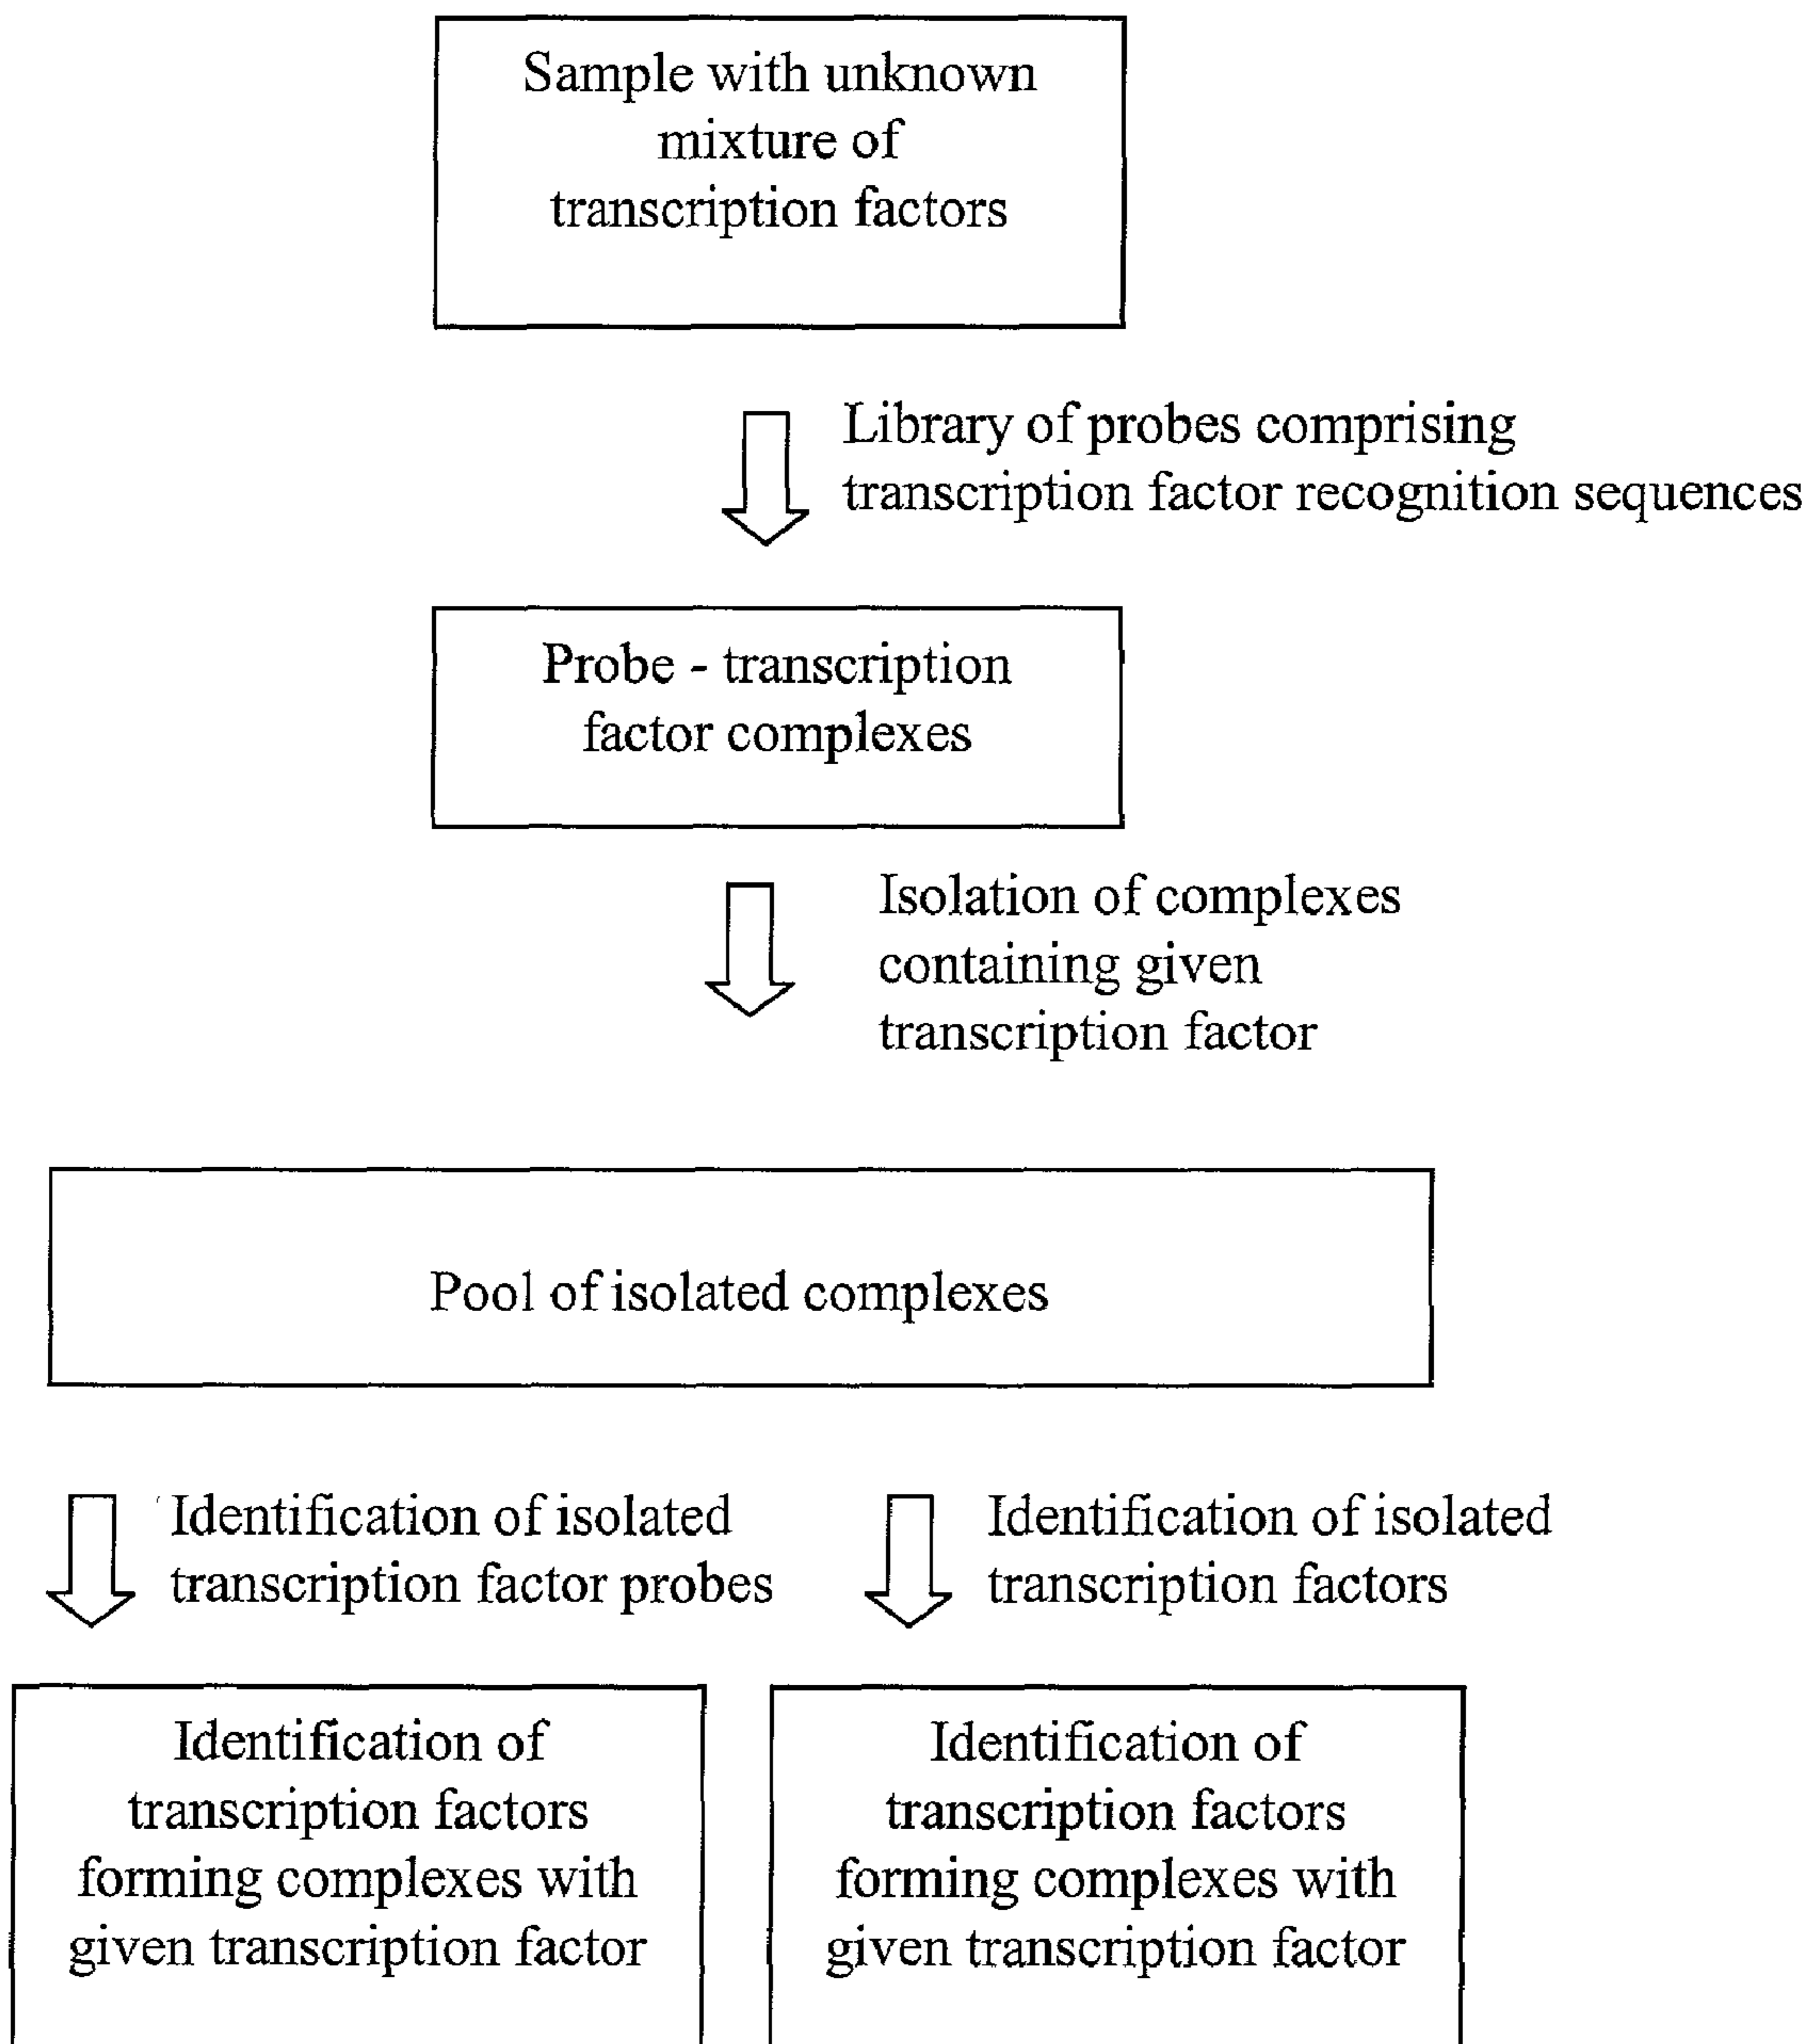 Sample with unknown
mixture of
transcription factors
Library of probes comprising
transcription factor recognition sequences
Probe - transcription
factor complexes
Isolation of complexes
containing given
transcription factor
Pool of isolated complexes
Identification of isolated
transcription factor probes
Identification of isolated
transcription factors
Identification of
transcription factors
forming complexes with
given transcription factor
Identification of
transcription factors
forming complexes with
given transcription factor